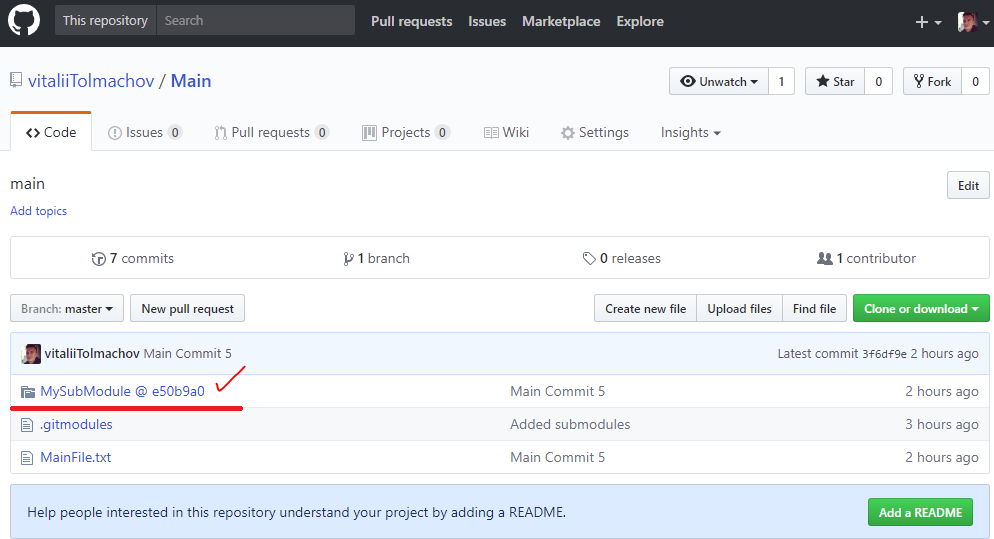 This repository Search Pull requests Issues Marketplace Explore
vitaliiTolmachov / Main Unwatch 1 Star 0 Fork 0
Code Issues 0 Pull requests 0 Projects 0 Wiki Settings Insights
main Edit
Add topics
7 commits 1 branch 0 releases 1 contributor
Branch: master New pull request Create new file Upload files Find file Clone or download
vitaliiTolmachov Main Commit 5 Latest commit 3f6df9e 2 hours ago
MySubModule @ e50b9a0 Main Commit 5 2 hours ago
.gitmodules Added submodules 3 hours ago
MainFile.txt Main Commit 5 2 hours ago
Help people interested in this repository understand your project by adding a README. Add a README